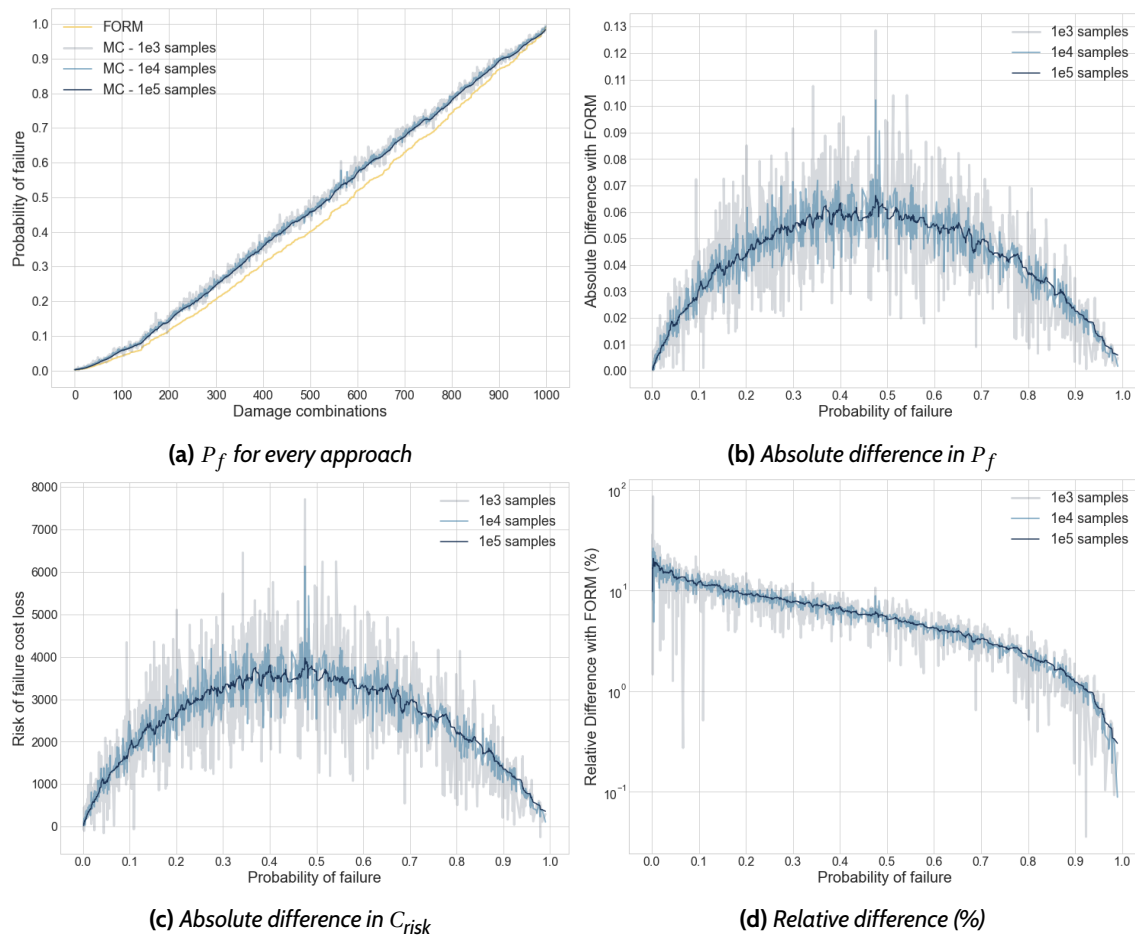 FORM
MC - 1e3 samples
MC - 1e4 samples
MC - 1e5 samples
1.0
0.9
0.8
0.7
0.6
0.5
0.4
0.3
0.2
0.1
0.0
Probability of failure
0 100 200 300 400 500 600 700 800 900 1000
Damage combinations
(a) P_f for every approach
1e3 samples
1e4 samples
1e5 samples
0.13
0.12
0.11
0.10
0.09
0.08
0.07
0.06
0.05
0.04
0.03
0.02
0.01
0.00
Absolute Difference with FORM
0.0 0.1 0.2 0.3 0.4 0.5 0.6 0.7 0.8 0.9 1.0
Probability of failure
(b) Absolute difference in P_f
1e3 samples
1e4 samples
1e5 samples
8000
7000
6000
5000
4000
3000
2000
1000
0
Risk of failure cost loss
0.0 0.1 0.2 0.3 0.4 0.5 0.6 0.7 0.8 0.9 1.0
Probability of failure
(c) Absolute difference in C_risk
1e3 samples
1e4 samples
1e5 samples
10^2
10^1
10^0
10^−1
Relative Difference with FORM (%)
0.0 0.1 0.2 0.3 0.4 0.5 0.6 0.7 0.8 0.9 1.0
Probability of failure
(d) Relative difference (%)